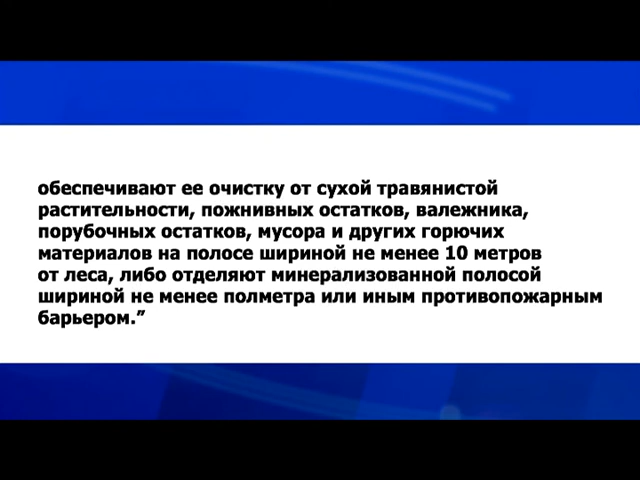 обеспечивают ее очистку от сухой травянистой
растительности, пожнивных остатков, валежника,
порубочных остатков, мусора и других горючих
материалов на полосе шириной не менее 10 метров
от леса, либо отделяют минерализованной полосой
шириной не менее полметра или иным противопожарным
барьером.”